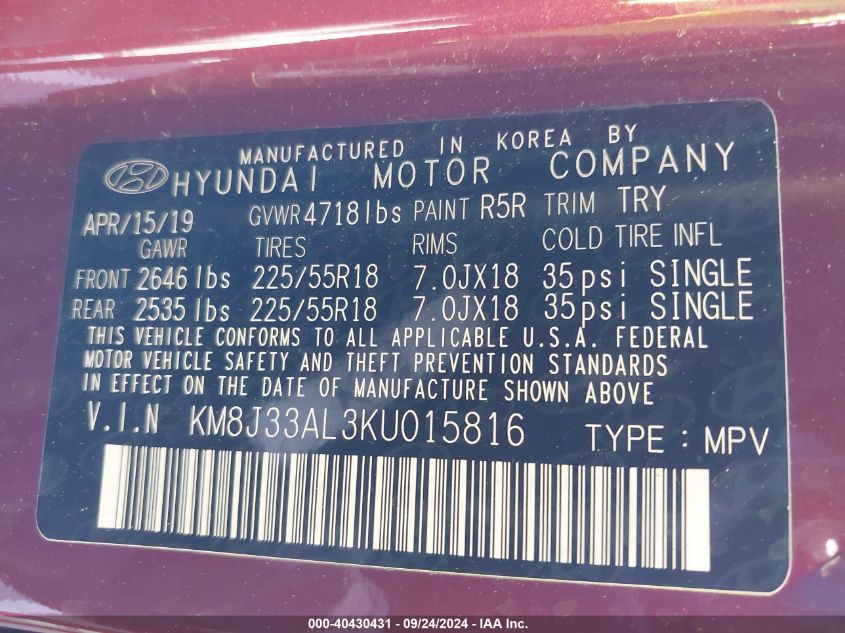 MANUFACTURED IN KOREA BY
HYUNDAI MOTOR COMPANY
APR/15/19 GVWR 4718 lbs PAINT R5R TRIM TRY
GAWR TIRES RIMS COLD TIRE INFL
FRONT 2646 lbs 225/55R18 7.0JX18 35psi SINGLE
REAR 2535 lbs 225/55R18 7.0JX18 35psi SINGLE
THIS VEHICLE CONFORMS TO ALL APPLICABLE U.S.A. FEDERAL
MOTOR VEHICLE SAFETY AND THEFT PREVENTION STANDARDS
IN EFFECT ON THE DATE OF MANUFACTURE SHOWN ABOVE
V.I.N KM8J33AL3KU015816 TYPE : MPV
000-40430431 - 09/24/2024 - IAA Inc.